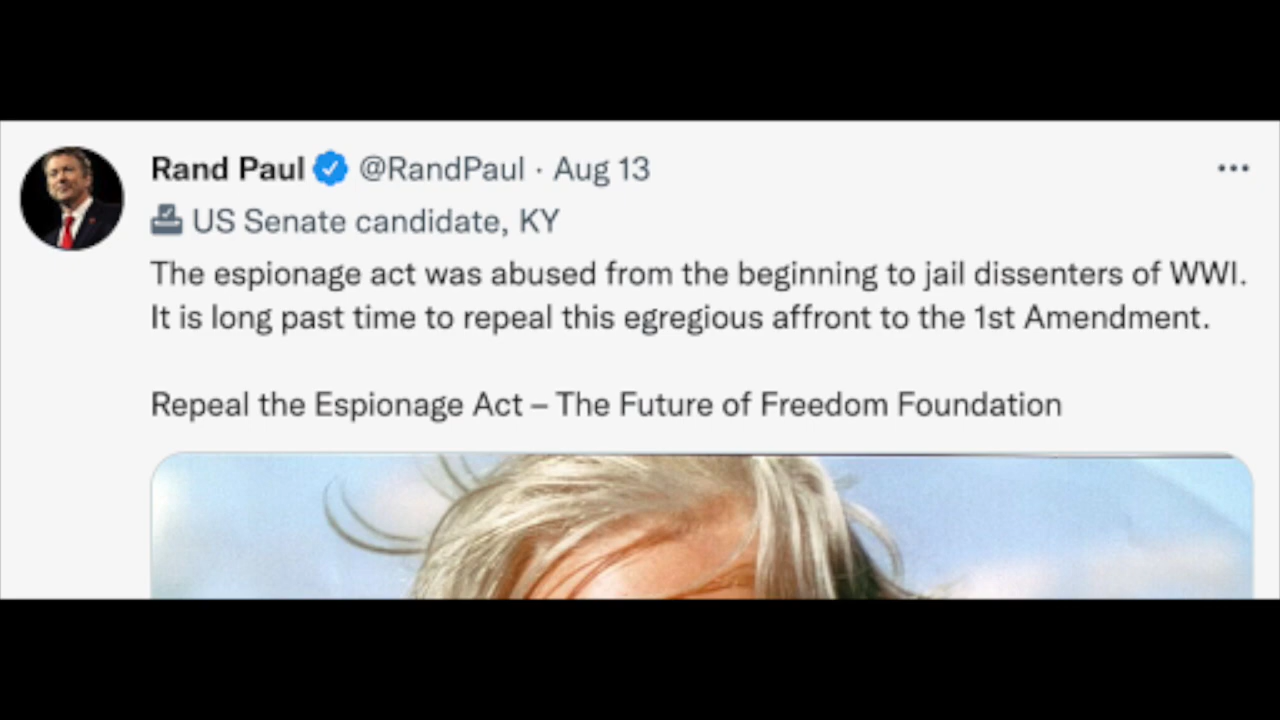 Rand Paul @RandPaul · Aug 13
US Senate candidate, KY
The espionage act was abused from the beginning to jail dissenters of WWI.
It is long past time to repeal this egregious affront to the 1st Amendment.
Repeal the Espionage Act – The Future of Freedom Foundation